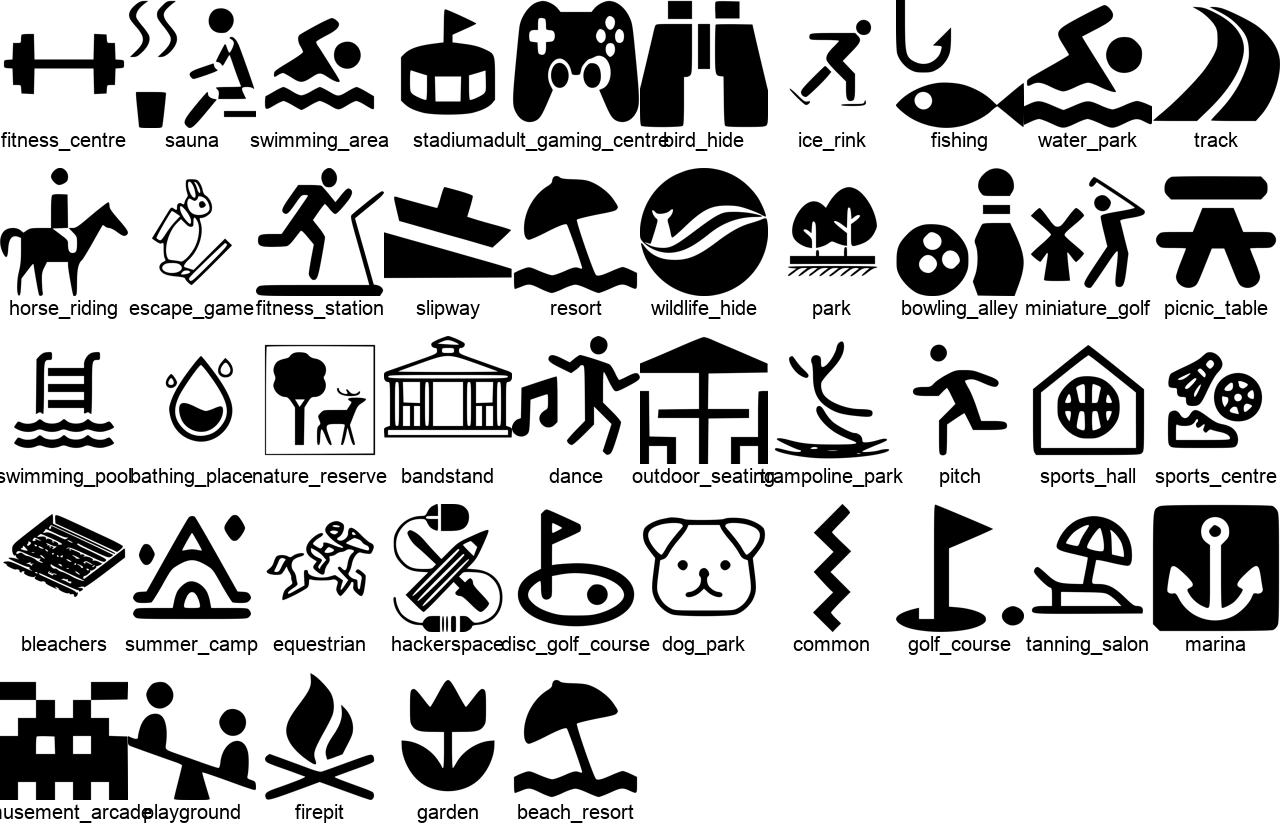 fitness_centre sauna swimming_area stadium adult_gaming_centre bird_hide ice_rink fishing water_park track
horse_riding escape_game fitness_station slipway resort wildlife_hide park bowling_alley miniature_golf picnic_table
swimming_pool bathing_place nature_reserve bandstand dance outdoor_seating trampoline_park pitch sports_hall sports_centre
bleachers summer_camp equestrian hackerspace disc_golf_course dog_park common golf_course tanning_salon marina
musement_arcade playground firepit garden beach_resort